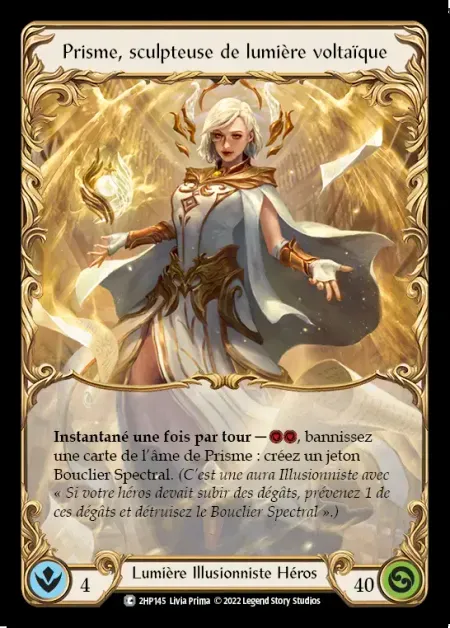 Prisme, sculpteuse de lumière voltaïque
Instantané une fois par tour — , bannissez
une carte de l’âme de Prisme : créez un jeton
Bouclier Spectral. (C’est une aura Illusionniste avec
« Si votre héros devait subir des dégâts, prévenez 1 de
ces dégâts et détruisez le Bouclier Spectral ».)
4
Lumière Illusionniste Héros
40
C 2HP145 Livia Prima © 2022 Legend Story Studios